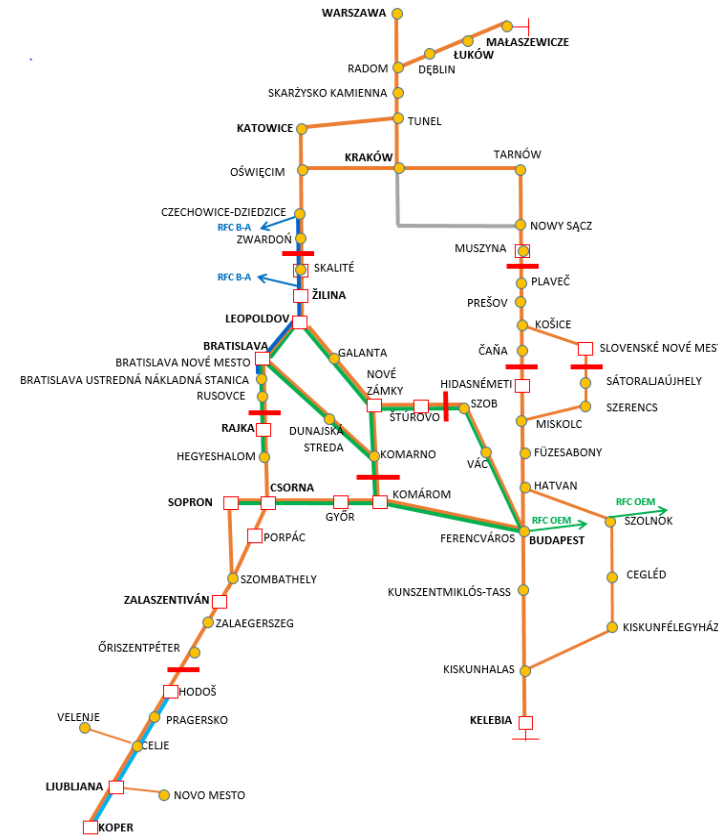 WARSZAWA
MAŁASZEWICZE
ŁUKÓW
RADOM
DĘBLIN
SKARŻYSKO KAMIENNA
TUNEL
KATOWICE
KRAKÓW
TARNÓW
OŚWIĘCIM
CZECHOWICE-DZIEDZICE
RFC B-A
NOWY SĄCZ
ZWARDOŃ
MUSZYNA
SKALITÉ
RFC B-A
PLAVEČ
ŽILINA
PREŠOV
LEOPOLDOV
KOŠICE
BRATISLAVA
GALANTA
ČAŇA
SLOVENSKÉ NOVÉ MEST
BRATISLAVA NOVÉ MESTO
NOVÉ
ZÁMKY
HIDASNÉMETI
BRATISLAVA USTREDNÁ NÁKLADNÁ STANICA
SÁTORALJAÚJHELY
RUSOVCE
ŠTÚROVO
SZOB
SZERENCS
RAJKA
DUNAJSKÁ
STREDA
MISKOLC
HEGYESHALOM
KOMARNO
VÁC
FÜZESABONY
CSORNA
HATVAN
SOPRON
KOMÁROM
RFC OEM
GYŐR
RFC OEM
SZOLNOK
PORPÁC
FERENCVÁROS
BUDAPEST
SZOMBATHELY
CEGLÉD
KUNSZENTMIKLÓS-TASS
ZALASZENTIVÁN
ZALAEGERSZEG
KISKUNFÉLEGYHÁZ
ŐRISZENTPÉTER
KISKUNHALAS
HODOŠ
VELENJE
PRAGERSKO
KELEBIA
CELJE
LJUBLJANA
NOVO MESTO
KOPER